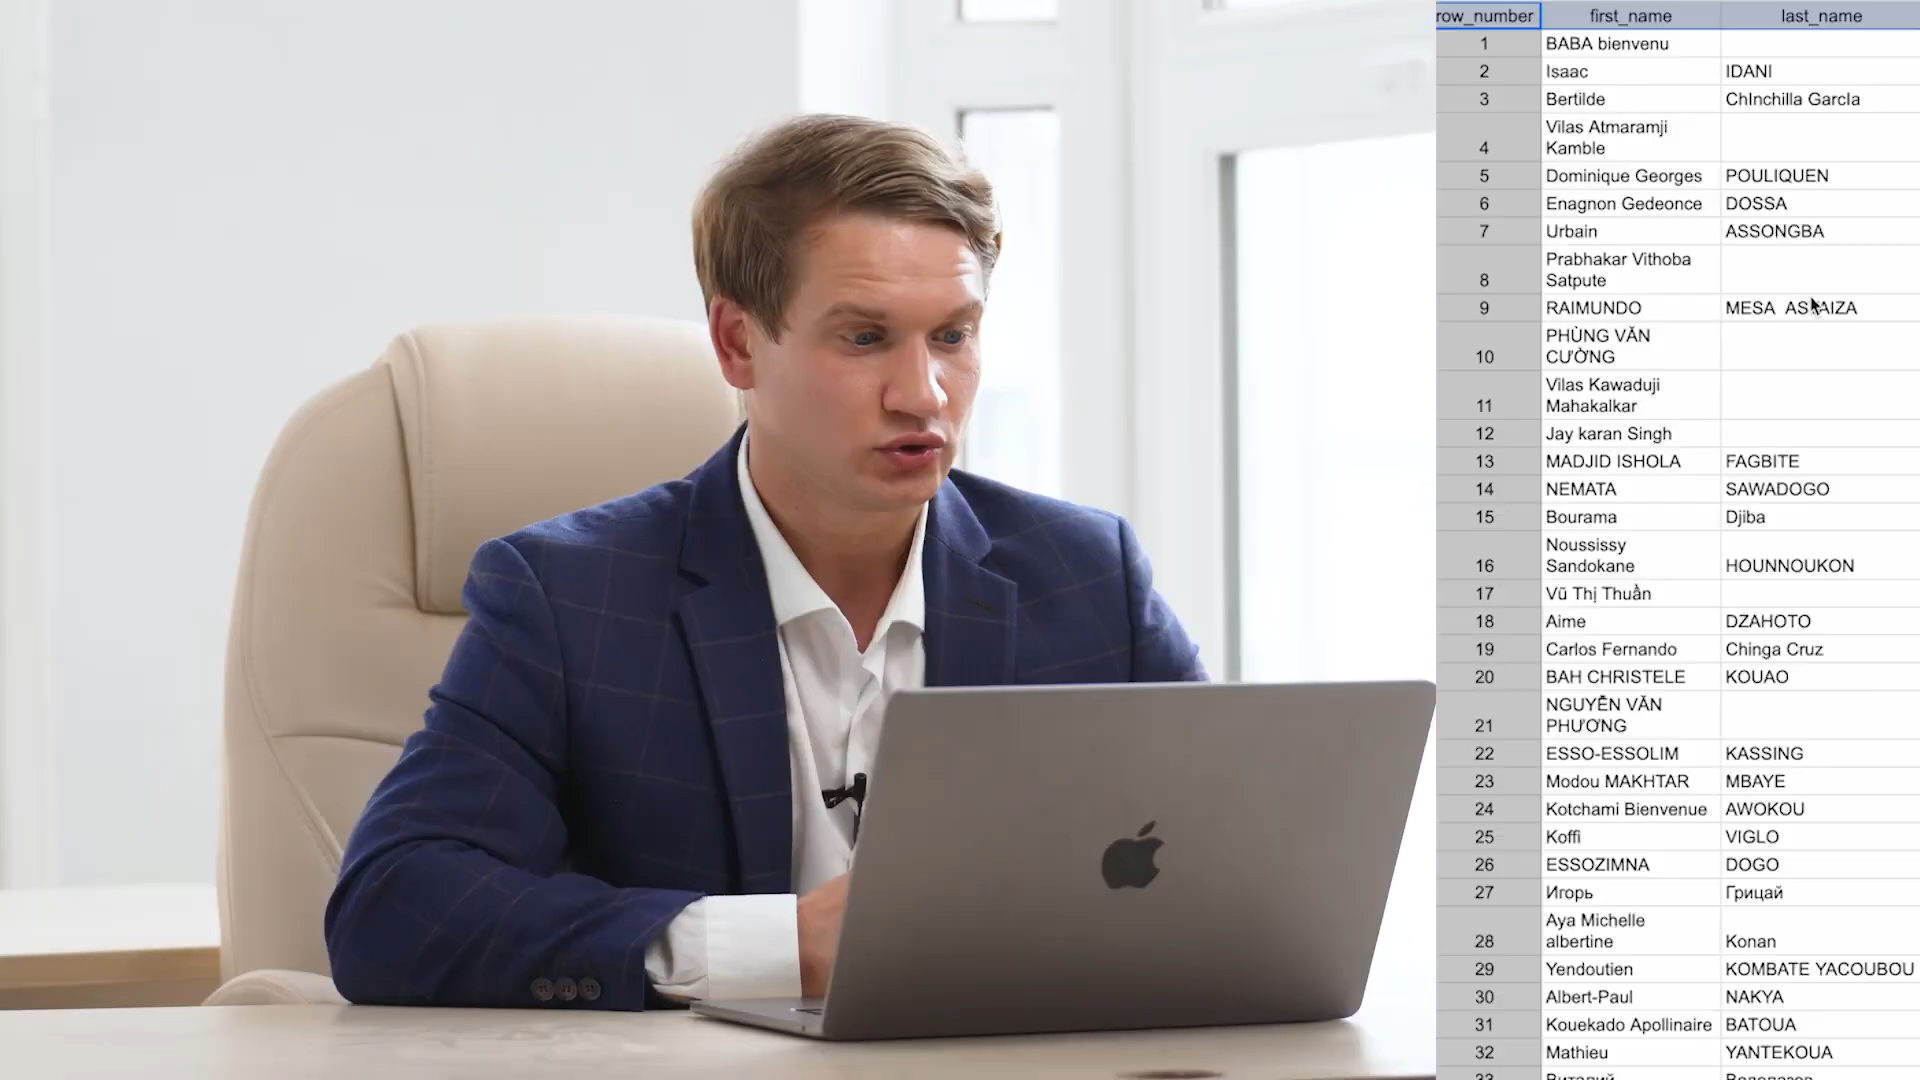 row_number first_name last_name
1 BABA bienvenu
2 Isaac IDANI
3 Bertilde ChInchilla GarcIa
Vilas Atmaramji
4 Kamble
5 Dominique Georges POULIQUEN
6 Enagnon Gedeonce DOSSA
7 Urbain ASSONGBA
Prabhakar Vithoba
8 Satpute
9 RAIMUNDO MESA
PHÙNG VĂN
10 CƯỜNG
Vilas Kawaduji
11 Mahakalkar
12 Jay karan Singh
13 MADJID ISHOLA FAGBITE
14 NEMATA SAWADOGO
15 Bourama Djiba
Noussissy
16 Sandokane HOUNNOUKON
17 Vũ Thị Thuần
18 Aime DZAHOTO
19 Carlos Fernando Chinga Cruz
20 BAH CHRISTELE KOUAO
NGUYỄN VĂN
21 PHƯƠNG
22 ESSO-ESSOLIM KASSING
23 Modou MAKHTAR MBAYE
24 Kotchami Bienvenue AWOKOU
25 Koffi VIGLO
26 ESSOZIMNA DOGO
27 Игорь Грицай
Aya Michelle
28 albertine Konan
29 Yendoutien KOMBATE YACOUBOU
30 Albert-Paul NAKYA
31 Kouekado Apollinaire BATOUA
32 Mathieu YANTEKOUA